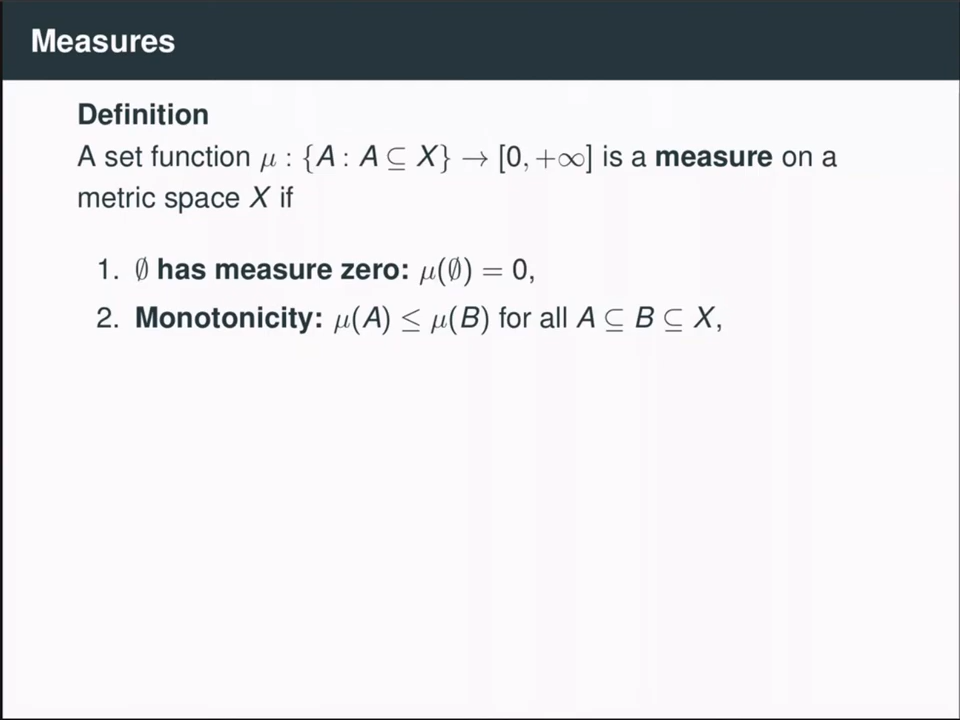 Measures
Definition
A set function μ : {A : A ⊆ X} → [0, +∞] is a measure on a
metric space X if
1. ∅ has measure zero: μ(∅) = 0,
2. Monotonicity: μ(A) ≤ μ(B) for all A ⊆ B ⊆ X,